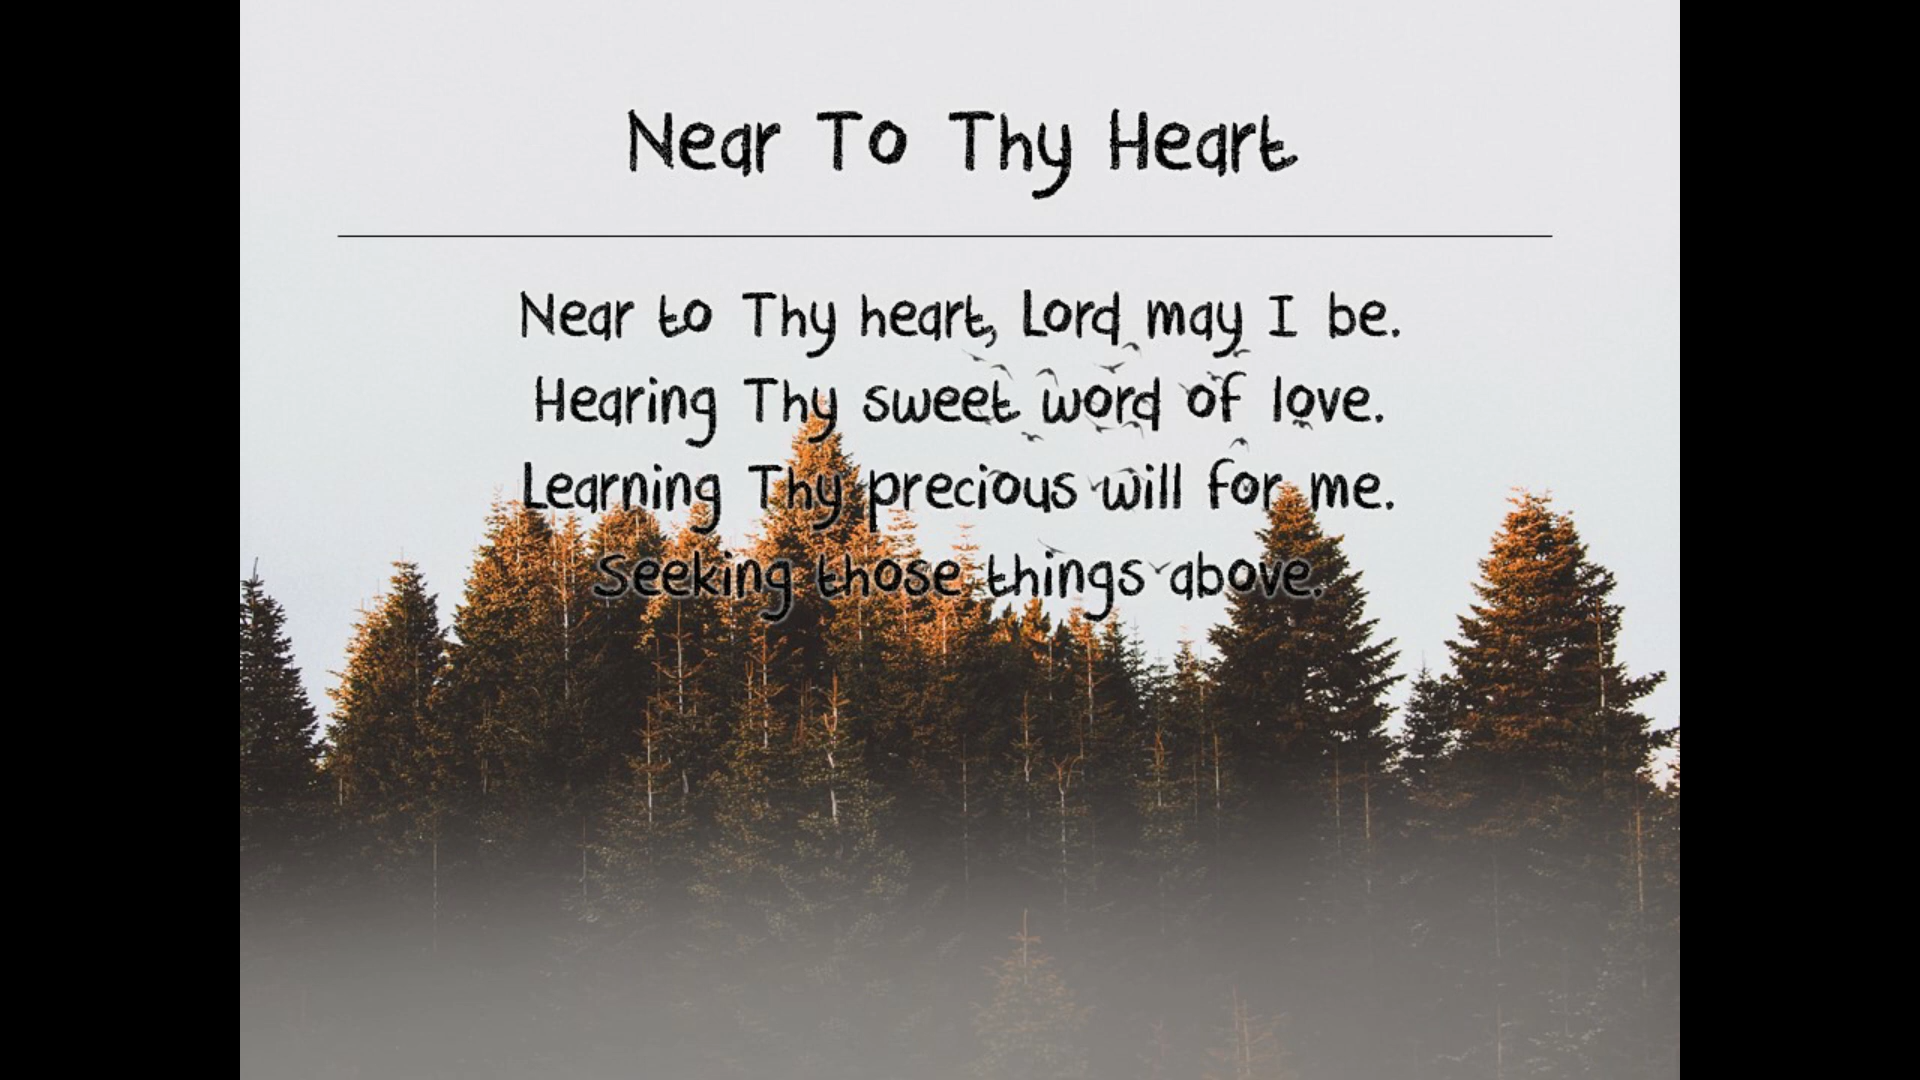 Near To Thy Heart
Near to Thy heart, Lord may I be.
Hearing Thy sweet word of love.
Learning Thy precious will for me.
Seeking those things above.